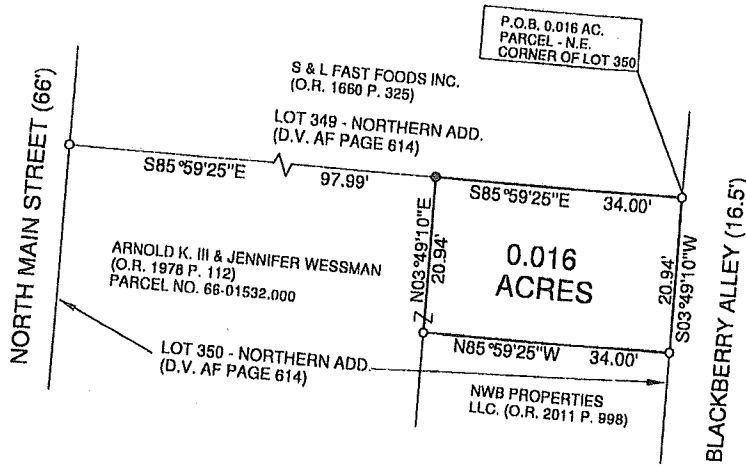 P.O.B. 0.016 AC.
PARCEL - N.E.
CORNER OF LOT 350
S & L FAST FOODS INC.
(O.R. 1660 P. 325)
LOT 349 - NORTHERN ADD.
(D.V. AF PAGE 614)
NORTH MAIN STREET (66')
S85°59'25"E
97.99'
S85°59'25"E
34.00'
N03°49'10"E
20.94'
Z
0.016
ACRES
20.94'
S03°49'10"W
BLACKBERRY ALLEY (16.5')
ARNOLD K. III & JENNIFER WESSMAN
(O.R. 1978 P. 112)
PARCEL NO. 66-01532.000
N85°59'25"W
34.00'
LOT 350 - NORTHERN ADD.
(D.V. AF PAGE 614)
NWB PROPERTIES
LLC. (O.R. 2011 P. 998)